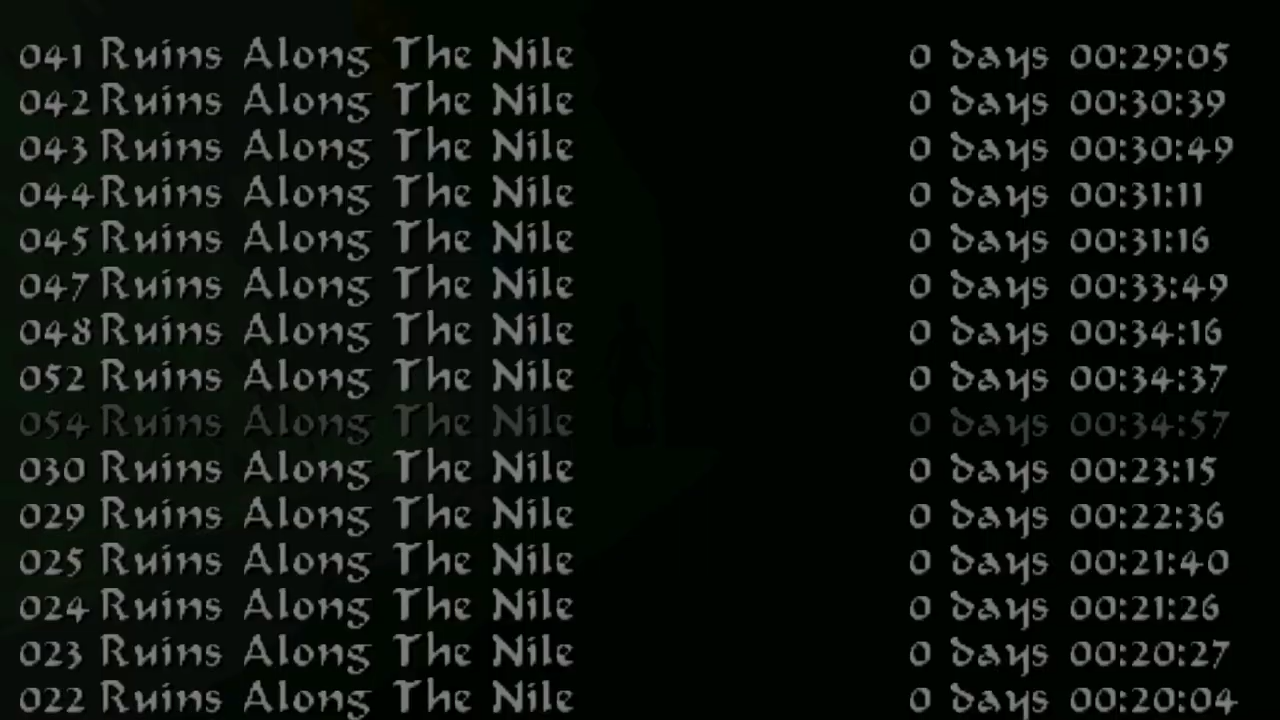 041 Ruins Along The Nile 0 days 00:29:05
042 Ruins Along The Nile 0 days 00:30:39
043 Ruins Along The Nile 0 days 00:30:49
044 Ruins Along The Nile 0 days 00:31:11
045 Ruins Along The Nile 0 days 00:31:16
047 Ruins Along The Nile 0 days 00:33:49
048 Ruins Along The Nile 0 days 00:34:16
052 Ruins Along The Nile 0 days 00:34:37
054 Ruins Along The Nile 0 days 00:34:57
030 Ruins Along The Nile 0 days 00:23:15
029 Ruins Along The Nile 0 days 00:22:36
025 Ruins Along The Nile 0 days 00:21:40
024 Ruins Along The Nile 0 days 00:21:26
023 Ruins Along The Nile 0 days 00:20:27
022 Ruins Along The Nile 0 days 00:20:04